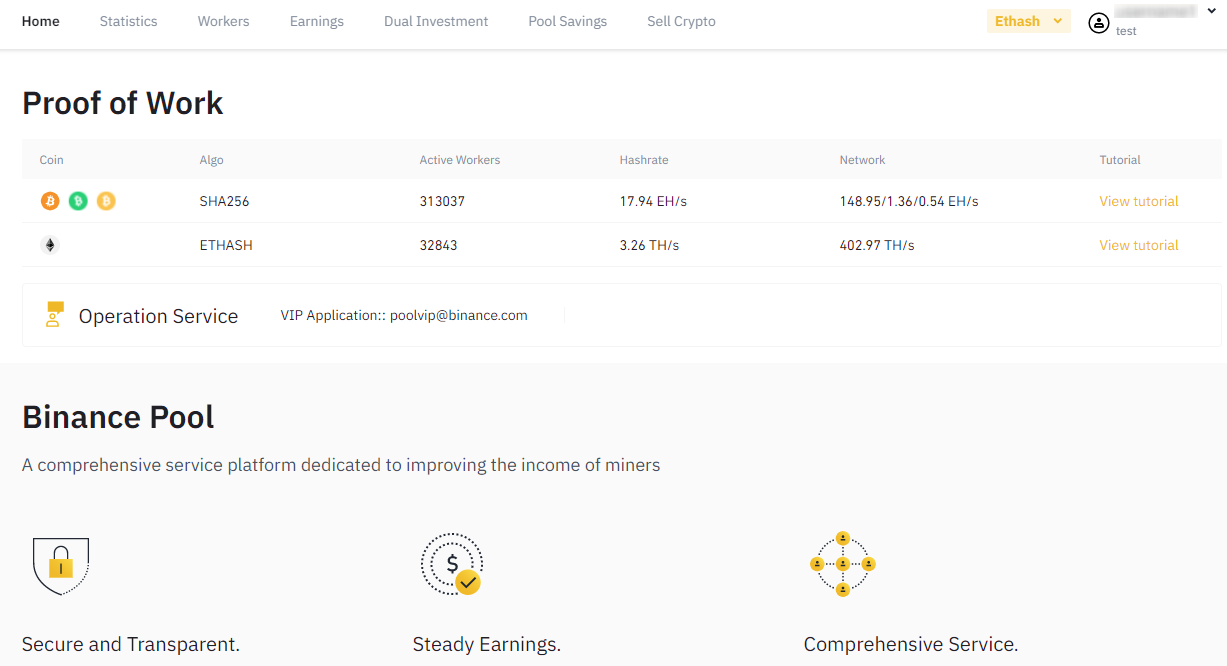 Home Statistics Workers Earnings Dual Investment Pool Savings Sell Crypto Ethash
test
Proof of Work
Coin Algo Active Workers Hashrate Network Tutorial
SHA256 313037 17.94 EH/s 148.95/1.36/0.54 EH/s View tutorial
ETHASH 32843 3.26 TH/s 402.97 TH/s View tutorial
Operation Service VIP Application:: poolvip@binance.com
Binance Pool
A comprehensive service platform dedicated to improving the income of miners
Secure and Transparent. Steady Earnings. Comprehensive Service.